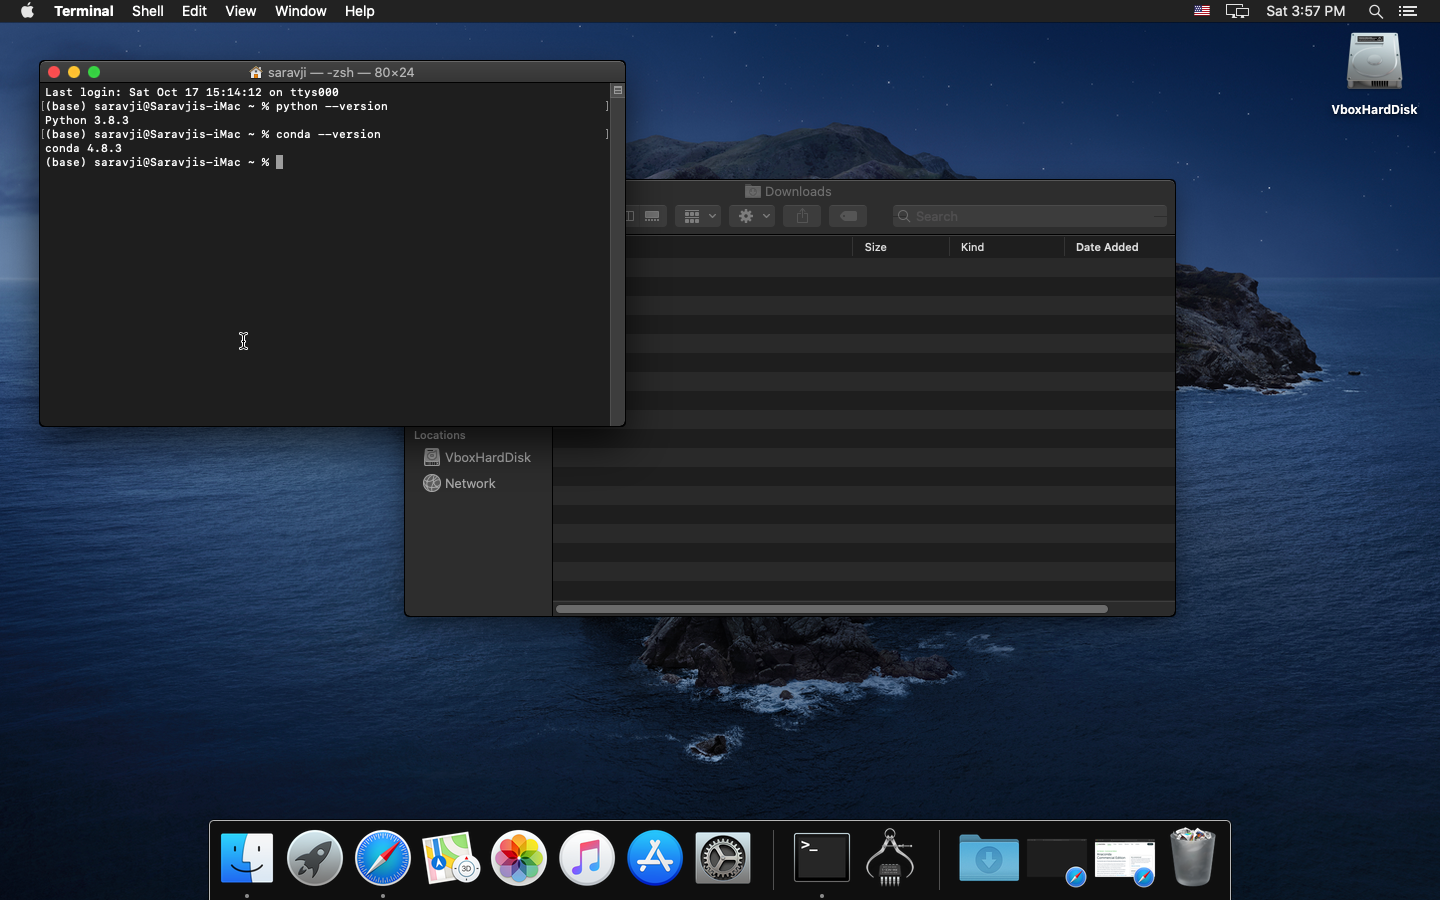 Terminal Shell Edit View Window Help
Sat 3:57 PM
VboxHardDisk
saravji — -zsh — 80×24
Last login: Sat Oct 17 15:14:12 on ttys000
[(base) saravji@Saravjis-iMac ~ % python --version ]
Python 3.8.3
[(base) saravji@Saravjis-iMac ~ % conda --version ]
conda 4.8.3
(base) saravji@Saravjis-iMac ~ %
Downloads
Search
Size Kind Date Added
Locations
VboxHardDisk
Network
3D
>_